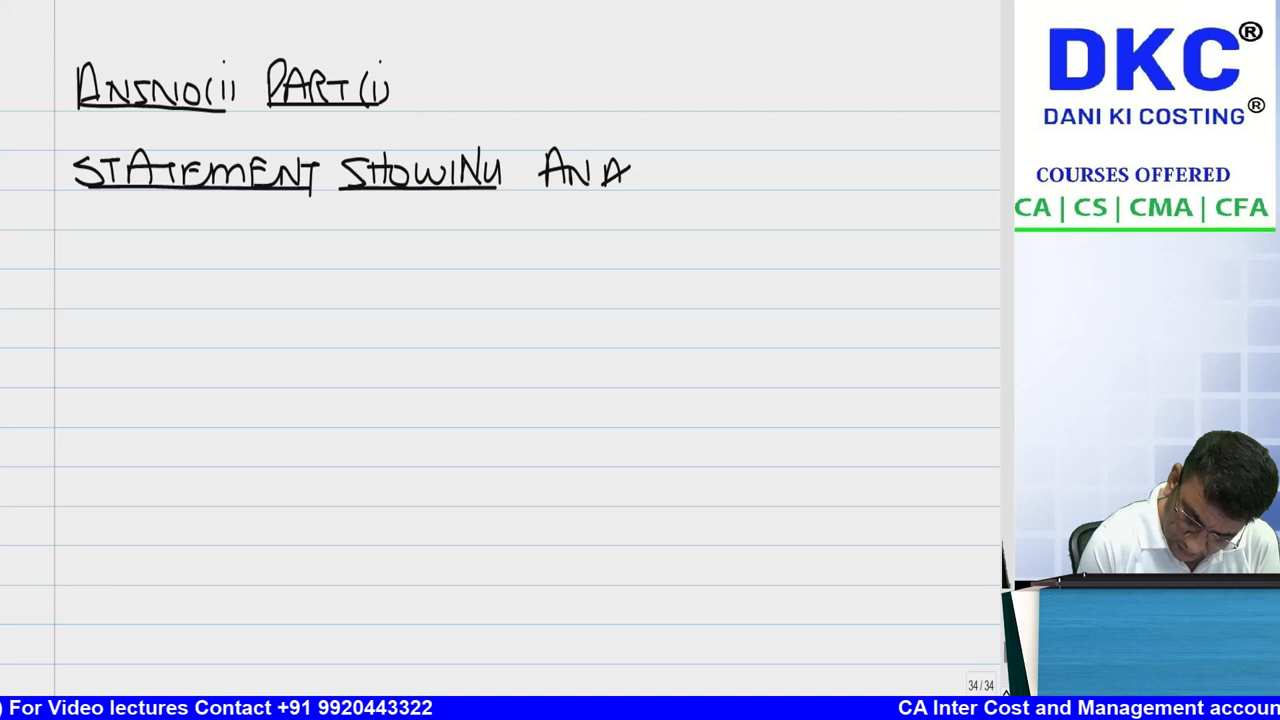 ANSNO(ii PART(i)
STATEMENT SHOWING ANA
DKC®
DANI KI COSTING®
COURSES OFFERED
CA | CS | CMA | CFA
34 / 34
) For Video lectures Contact +91 9920443322
CA Inter Cost and Management accoun